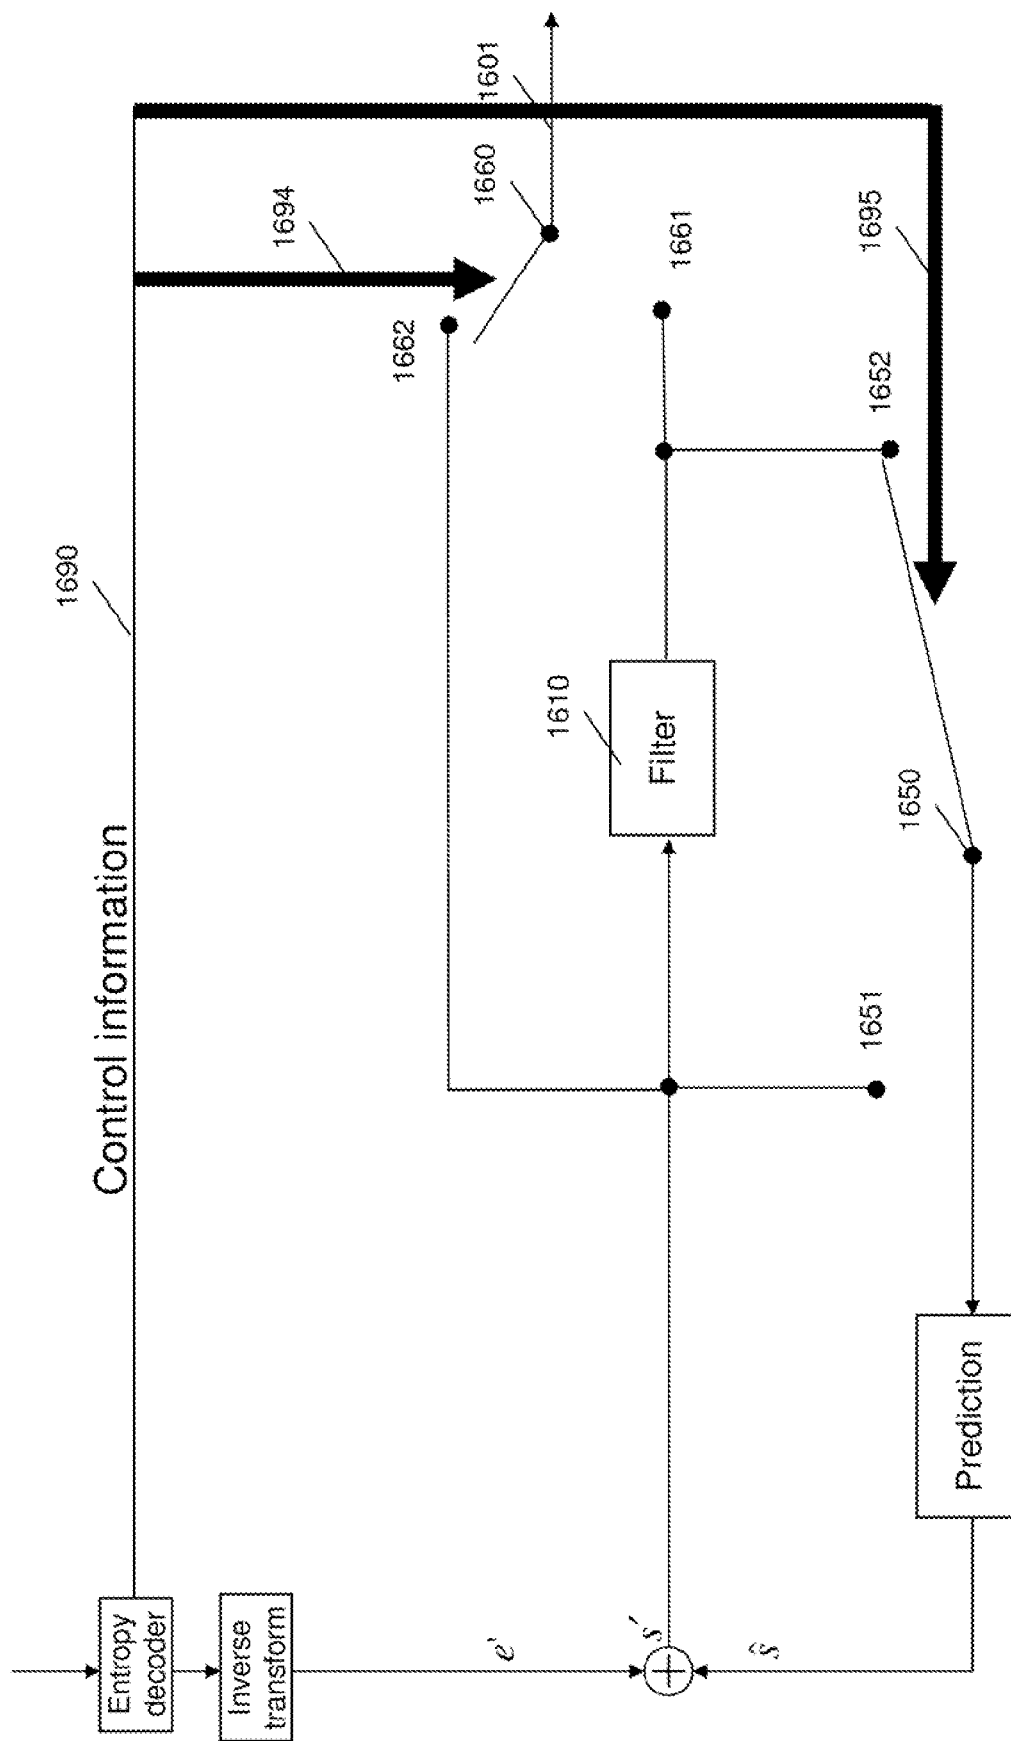 Entropy
decoder
Inverse
transform
Control information
1690
1694
1695
1601
1660
1662
1661
1652
1610
Filter
1650
1651
e'
s'
ŝ
Prediction